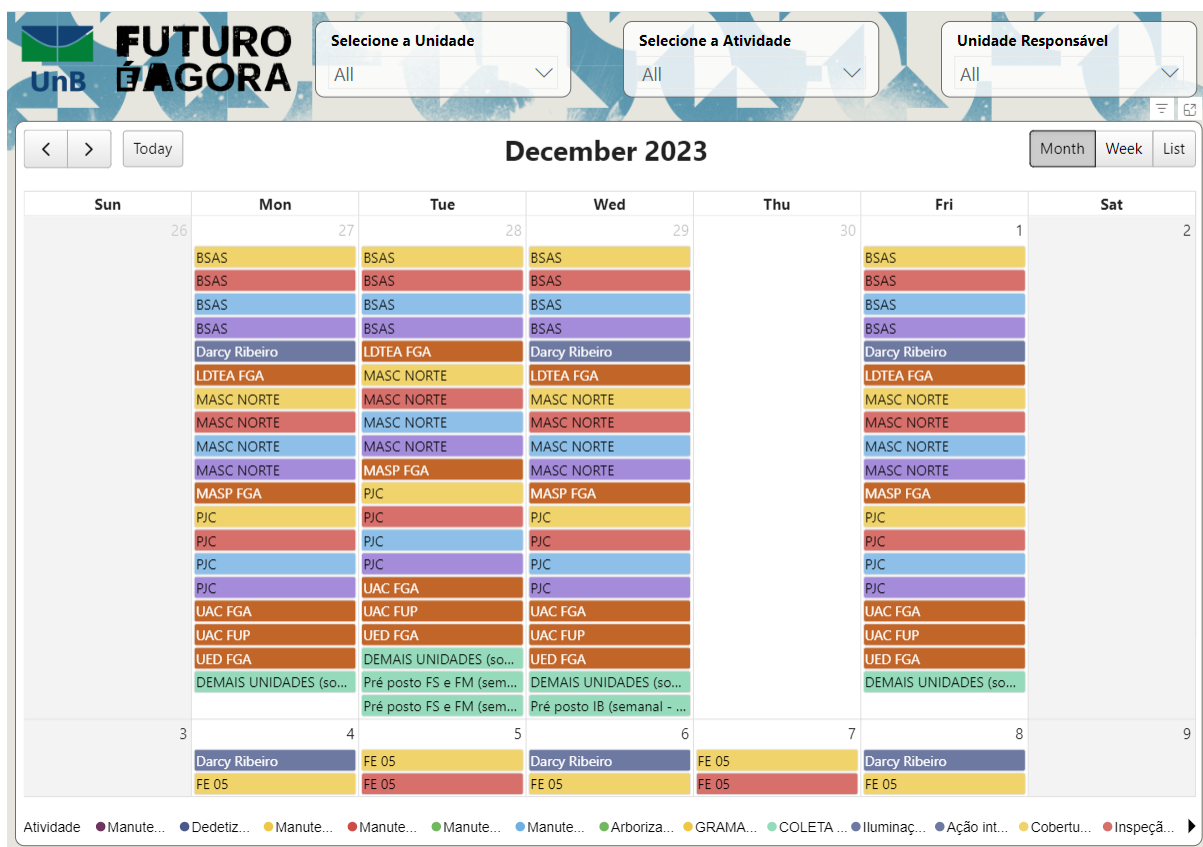 UnB
FUTURO
É AGORA
Selecione a Unidade
All
Selecione a Atividade
All
Unidade Responsável
All
Today
December 2023
Month Week List
Sun Mon Tue Wed Thu Fri Sat
26 27 28 29 30 1 2
BSAS BSAS BSAS BSAS
BSAS BSAS BSAS BSAS
BSAS BSAS BSAS BSAS
BSAS BSAS BSAS BSAS
Darcy Ribeiro LDTEA FGA Darcy Ribeiro Darcy Ribeiro
LDTEA FGA MASC NORTE LDTEA FGA LDTEA FGA
MASC NORTE MASC NORTE MASC NORTE MASC NORTE
MASC NORTE MASC NORTE MASC NORTE MASC NORTE
MASC NORTE MASC NORTE MASC NORTE MASC NORTE
MASC NORTE MASP FGA MASC NORTE MASC NORTE
MASP FGA PJC MASP FGA MASP FGA
PJC PJC PJC PJC
PJC PJC PJC PJC
PJC PJC PJC PJC
PJC UAC FGA PJC PJC
UAC FGA UAC FUP UAC FGA UAC FGA
UAC FUP UED FGA UAC FUP UAC FUP
UED FGA DEMAIS UNIDADES (so... UED FGA UED FGA
DEMAIS UNIDADES (so... Pré posto FS e FM (sem... DEMAIS UNIDADES (so... DEMAIS UNIDADES (so...
Pré posto FS e FM (sem... Pré posto IB (semanal - ...
3 4 5 6 7 8 9
Darcy Ribeiro FE 05 Darcy Ribeiro FE 05 Darcy Ribeiro
FE 05 FE 05 FE 05 FE 05 FE 05
Atividade Manute... Dedetiz... Manute... Manute... Manute... Manute... Arboriza... GRAMA... COLETA ... Iluminaç... Ação int... Cobertu... Inspeçã...